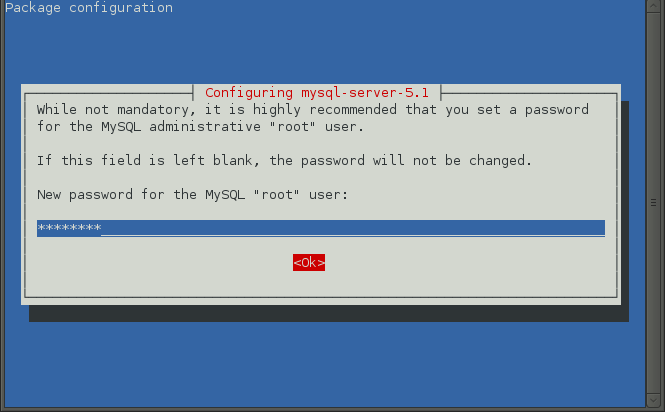 Package configuration
Configuring mysql-server-5.1
While not mandatory, it is highly recommended that you set a password
for the MySQL administrative "root" user.
If this field is left blank, the password will not be changed.
New password for the MySQL "root" user:
********
<Ok>